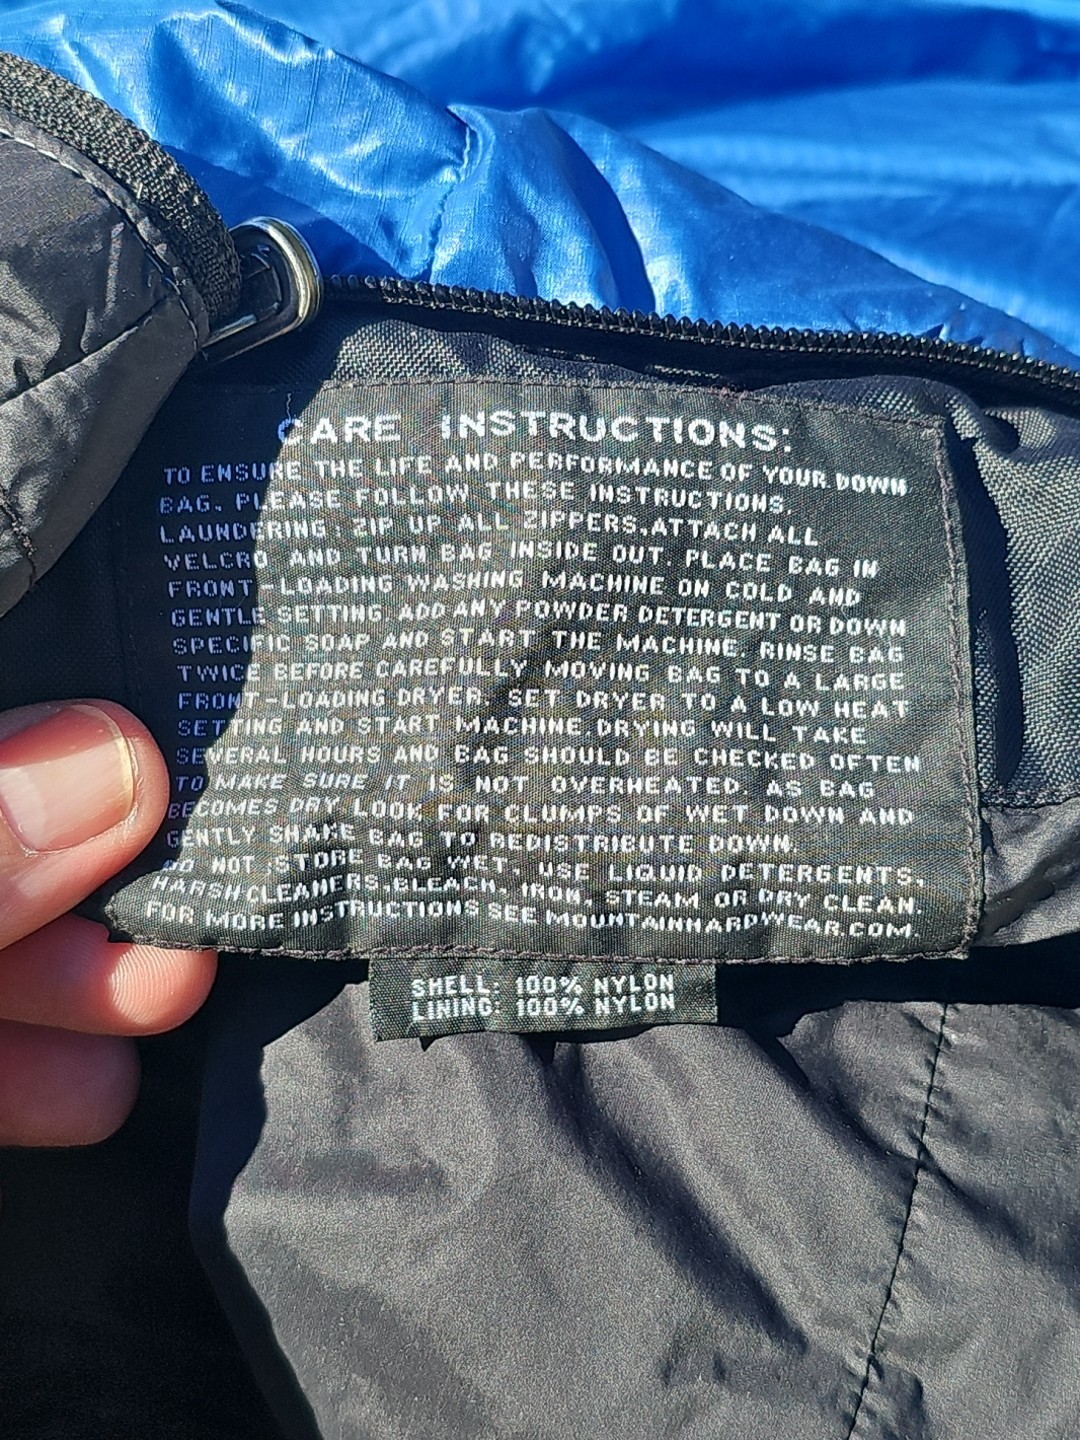 CARE INSTRUCTIONS:
TO ENSURE THE LIFE AND PERFORMANCE OF YOUR DOWN
BAG, PLEASE FOLLOW THESE INSTRUCTIONS.
LAUNDERING: ZIP UP ALL ZIPPERS, ATTACH ALL
VELCRO AND TURN BAG INSIDE OUT. PLACE BAG IN
FRONT-LOADING WASHING MACHINE ON COLD AND
GENTLE SETTING. ADD ANY POWDER DETERGENT OR DOWN
SPECIFIC SOAP AND START THE MACHINE. RINSE BAG
TWICE BEFORE CAREFULLY MOVING BAG TO A LARGE
FRONT-LOADING DRYER. SET DRYER TO A LOW HEAT
SETTING AND START MACHINE. DRYING WILL TAKE
SEVERAL HOURS AND BAG SHOULD BE CHECKED OFTEN
TO MAKE SURE IT IS NOT OVERHEATED. AS BAG
BECOMES DRY LOOK FOR CLUMPS OF WET DOWN AND
GENTLY SHAKE BAG TO REDISTRIBUTE DOWN.
DO NOT STORE BAG WET, USE LIQUID DETERGENTS,
HARSH CLEANERS, BLEACH, IRON, STEAM OR DRY CLEAN.
FOR MORE INSTRUCTIONS SEE MOUNTAINHARDWEAR.COM.
SHELL: 100% NYLON
LINING: 100% NYLON